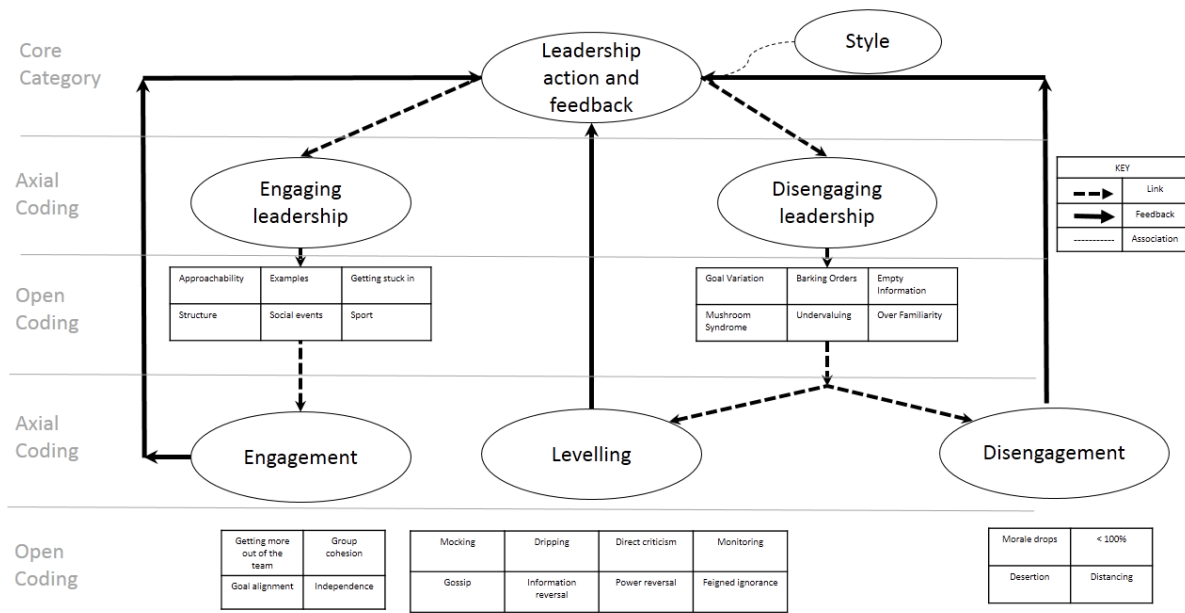 Core
Category
Leadership
action and
feedback
Style
Axial
Coding
Engaging
leadership
Disengaging
leadership
KEY
Link
Feedback
Association
Open
Coding
Approachability
Examples
Getting stuck in
Structure
Social events
Sport
Goal Variation
Barking Orders
Empty
Information
Mushroom
Syndrome
Undervaluing
Over Familiarity
Axial
Coding
Engagement
Levelling
Disengagement
Open
Coding
Getting more
out of the
team
Group
cohesion
Goal alignment
Independence
Mocking
Dripping
Direct criticism
Monitoring
Gossip
Information
reversal
Power reversal
Feigned ignorance
Morale drops
< 100%
Desertion
Distancing